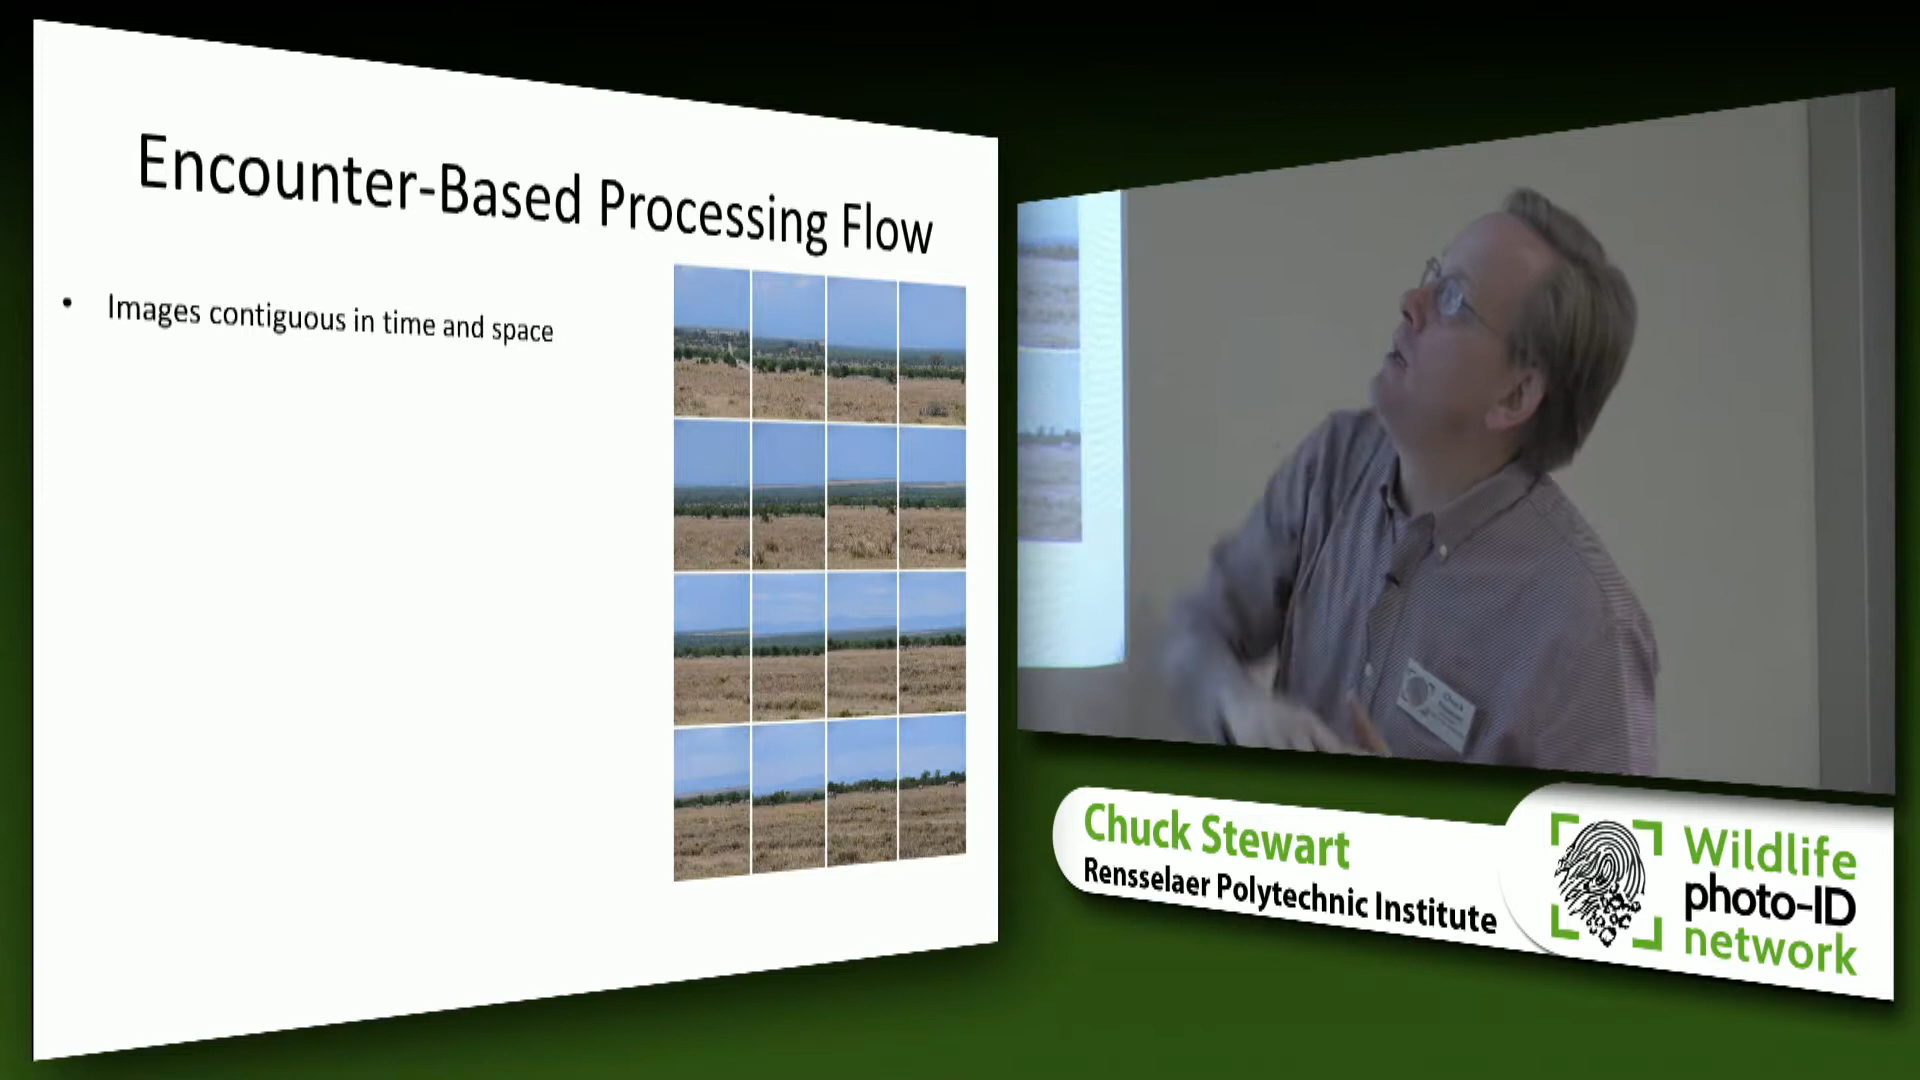 Encounter-Based Processing Flow
• Images contiguous in time and space
Chuck Stewart
Rensselaer Polytechnic Institute
Wildlife
photo-ID
network